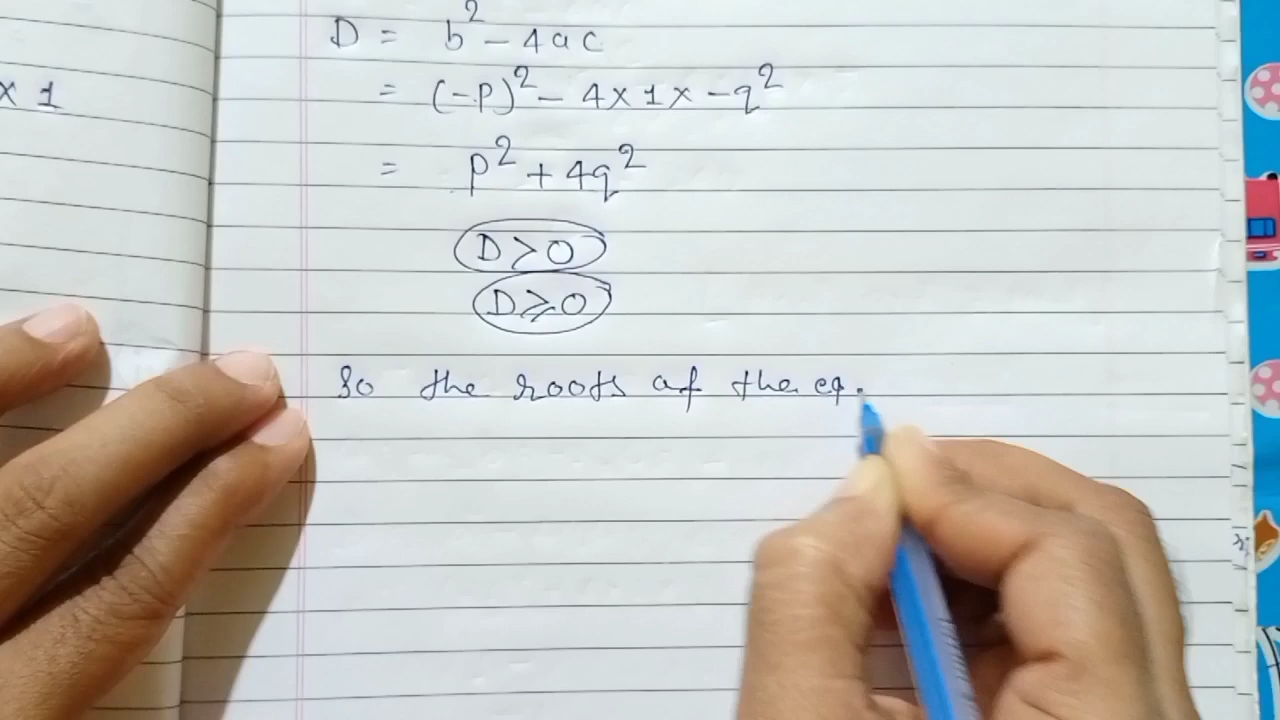 D = b² - 4ac
x 1
= (-p)² - 4 x 1 x -q²
= p² + 4q²
D > 0
D ⩾ 0
So the roots of the eq.